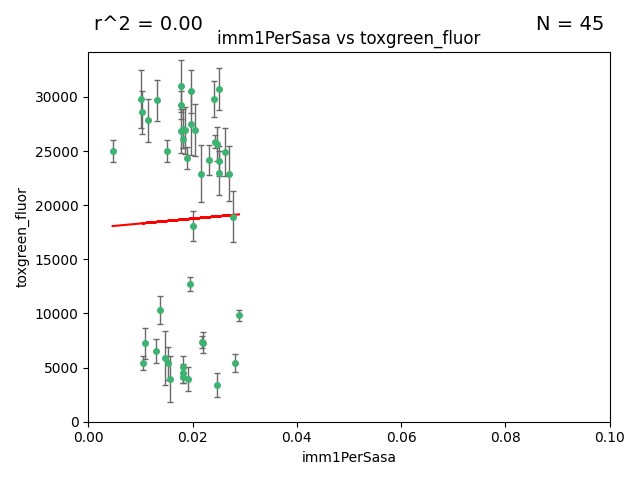 r^2 = 0.00
N = 45
imm1PerSasa vs toxgreen_fluor
toxgreen_fluor
30000
25000
20000
15000
10000
5000
0
0.00
0.02
0.04
0.06
0.08
0.10
imm1PerSasa